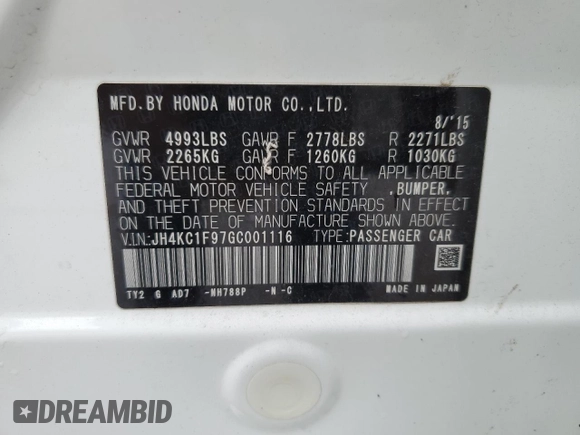 MFD.BY HONDA MOTOR CO.,LTD.
8/'15
GVWR 4993LBS GAWR F 2778LBS R 2271LBS
GVWR 2265KG GAWR F 1260KG R 1030KG
THIS VEHICLE CONFORMS TO ALL APPLICABLE
FEDERAL MOTOR VEHICLE SAFETY ,BUMPER,
AND THEFT PREVENTION STANDARDS IN EFFECT
ON THE DATE OF MANUFACTURE SHOWN ABOVE.
V.I.N:JH4KC1F97GC001116 TYPE:PASSENGER CAR
TY2 G AD7 -NH788P -N -C MADE IN JAPAN
DREAMBID